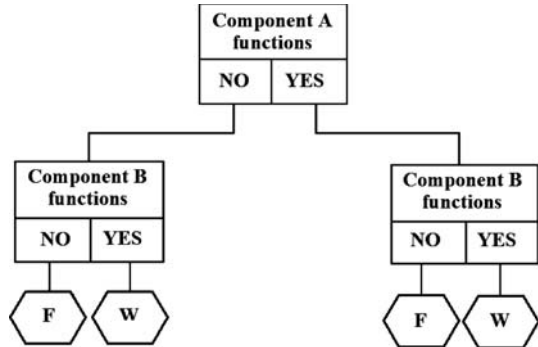 Component A
functions
NO YES
Component B
functions
NO YES
F W
Component B
functions
NO YES
F W